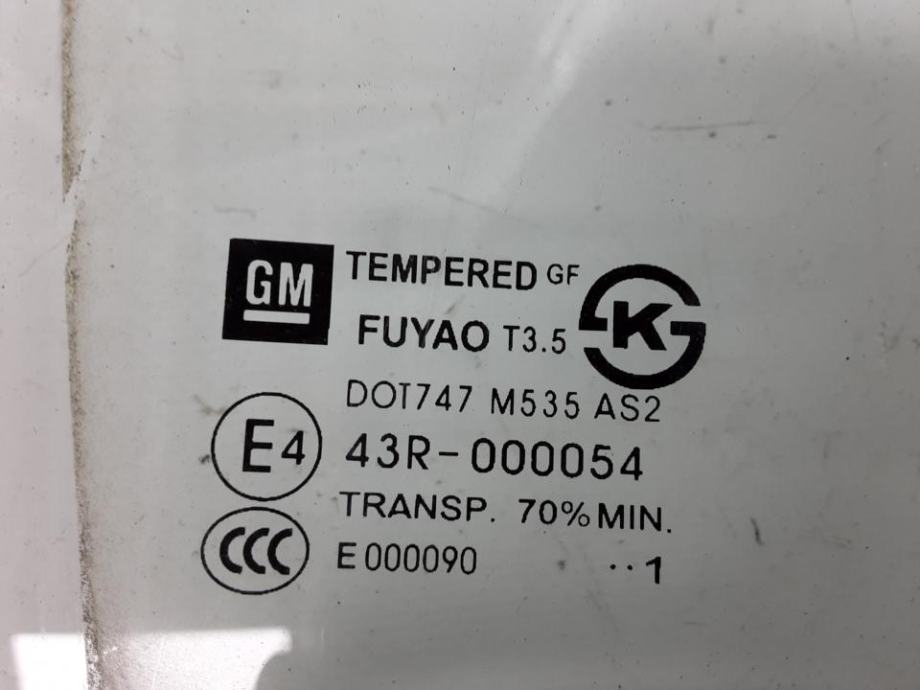 GM TEMPERED GF
FUYAO T3.5 K
DOT747 M535 AS2
E4 43R-000054
TRANSP. 70% MIN.
CCC E000090 ··1